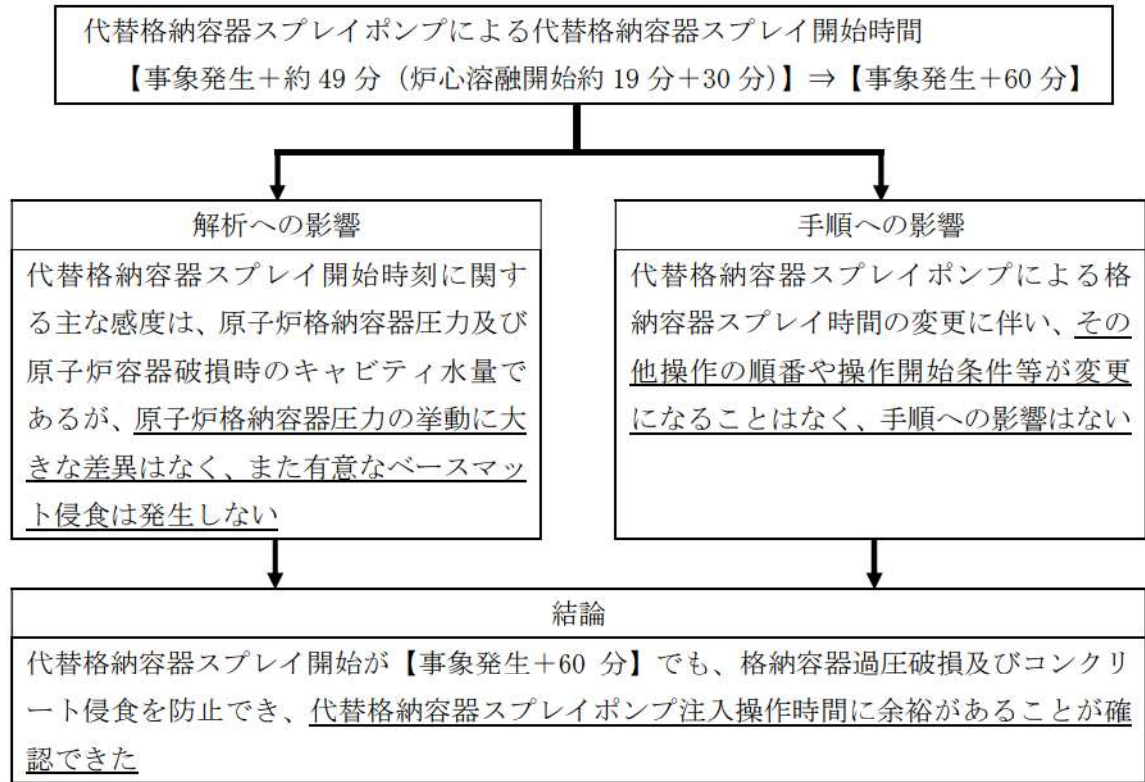 代替格納容器スプレイポンプによる代替格納容器スプレイ開始時間
【事象発生+約 49 分（炉心溶融開始約 19 分+30 分）】⇒【事象発生+60 分】
解析への影響
代替格納容器スプレイ開始時刻に関す
る主な感度は、原子炉格納容器圧力及び
原子炉容器破損時のキャビティ水量で
あるが、原子炉格納容器圧力の挙動に大
きな差異はなく、また有意なベースマッ
ト侵食は発生しない
手順への影響
代替格納容器スプレイポンプによる格
納容器スプレイ時間の変更に伴い、その
他操作の順番や操作開始条件等が変更
になることはなく、手順への影響はない
結論
代替格納容器スプレイ開始が【事象発生+60 分】でも、格納容器過圧破損及びコンクリ
ート侵食を防止でき、代替格納容器スプレイポンプ注入操作時間に余裕があることが確
認できた